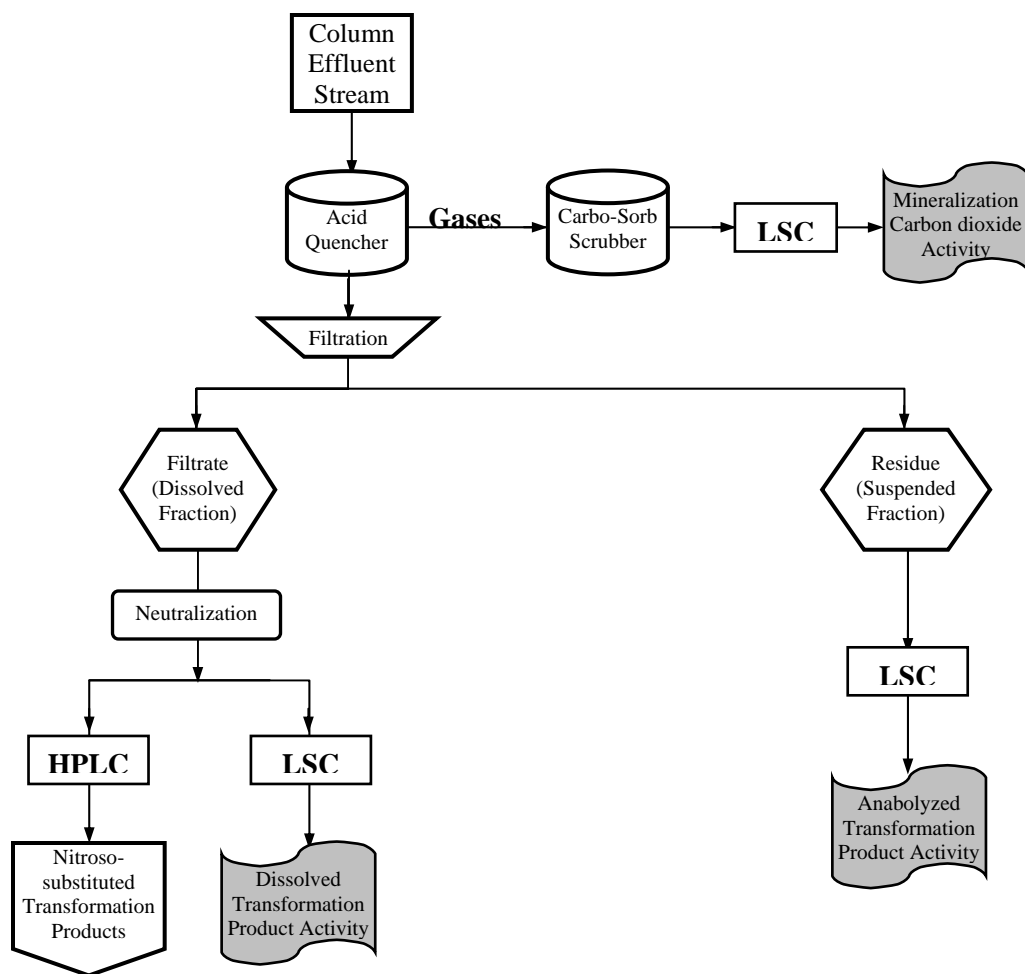 Column
Effluent
Stream
Acid
Quencher
Gases
Carbo-Sorb
Scrubber
LSC
Mineralization
Carbon dioxide
Activity
Filtration
Filtrate
(Dissolved
Fraction)
Residue
(Suspended
Fraction)
Neutralization
LSC
HPLC
LSC
Anabolyzed
Transformation
Product Activity
Nitroso-
substituted
Transformation
Products
Dissolved
Transformation
Product Activity